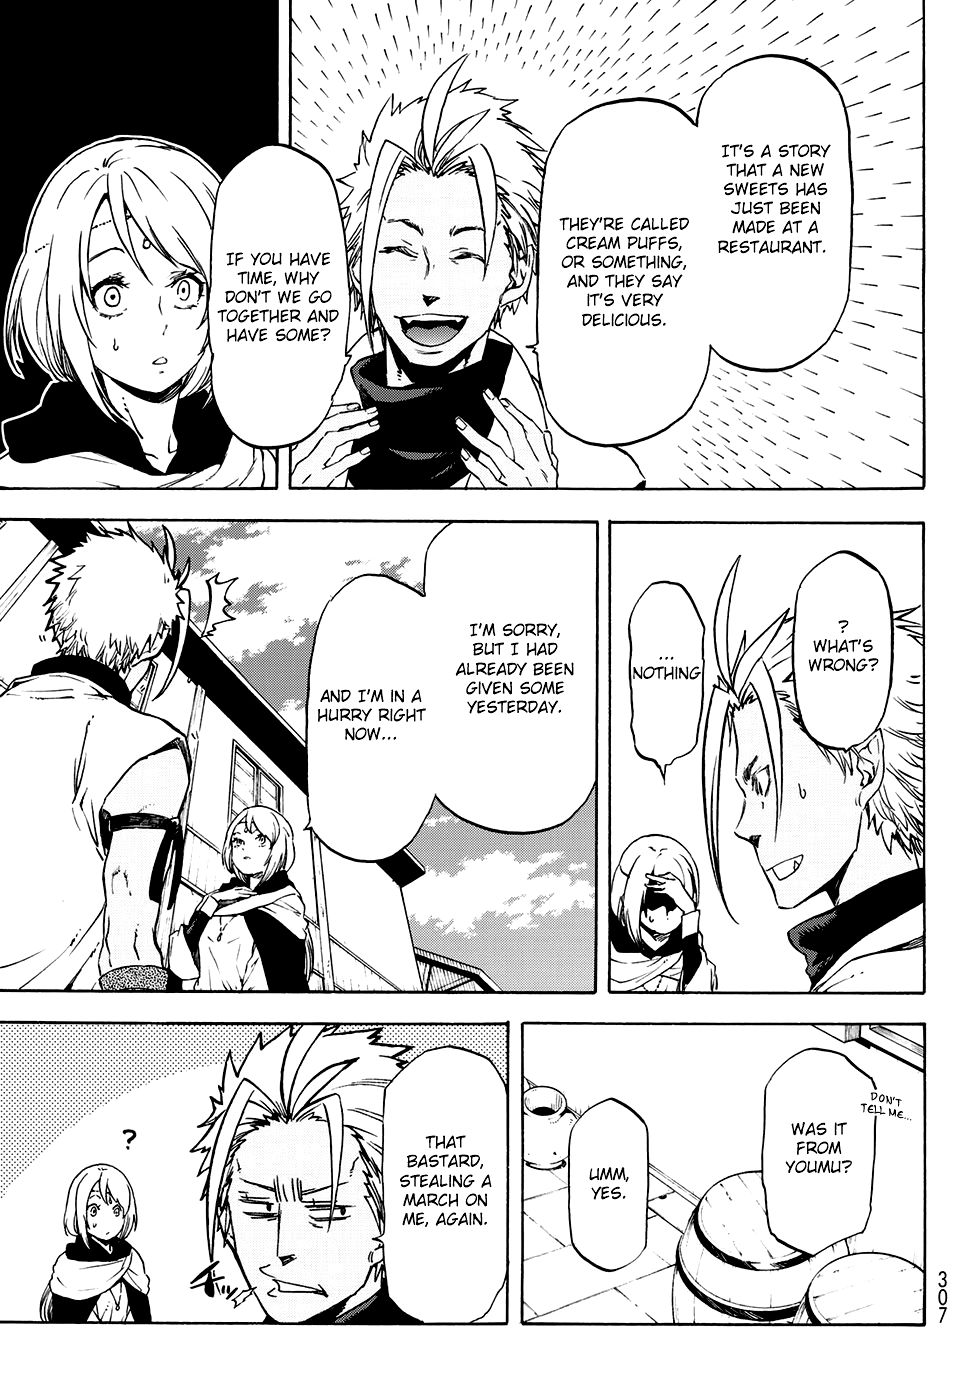 IT'S A STORY
THAT A NEW
SWEETS HAS
JUST BEEN
MADE AT A
RESTAURANT.
THEY'RE CALLED
CREAM PUFFS,
OR SOMETHING,
AND THEY SAY
IT'S VERY
DELICIOUS.
IF YOU HAVE
TIME, WHY
DON'T WE GO
TOGETHER AND
HAVE SOME?
?
WHAT'S
WRONG?
...
NOTHING
I'M SORRY,
BUT I HAD
ALREADY BEEN
GIVEN SOME
YESTERDAY.
AND I'M IN A
HURRY RIGHT
NOW...
DON'T
TELL ME...
WAS IT
FROM
YOUMU?
UMM,
YES.
THAT
BASTARD,
STEALING A
MARCH ON
ME, AGAIN.
?
307